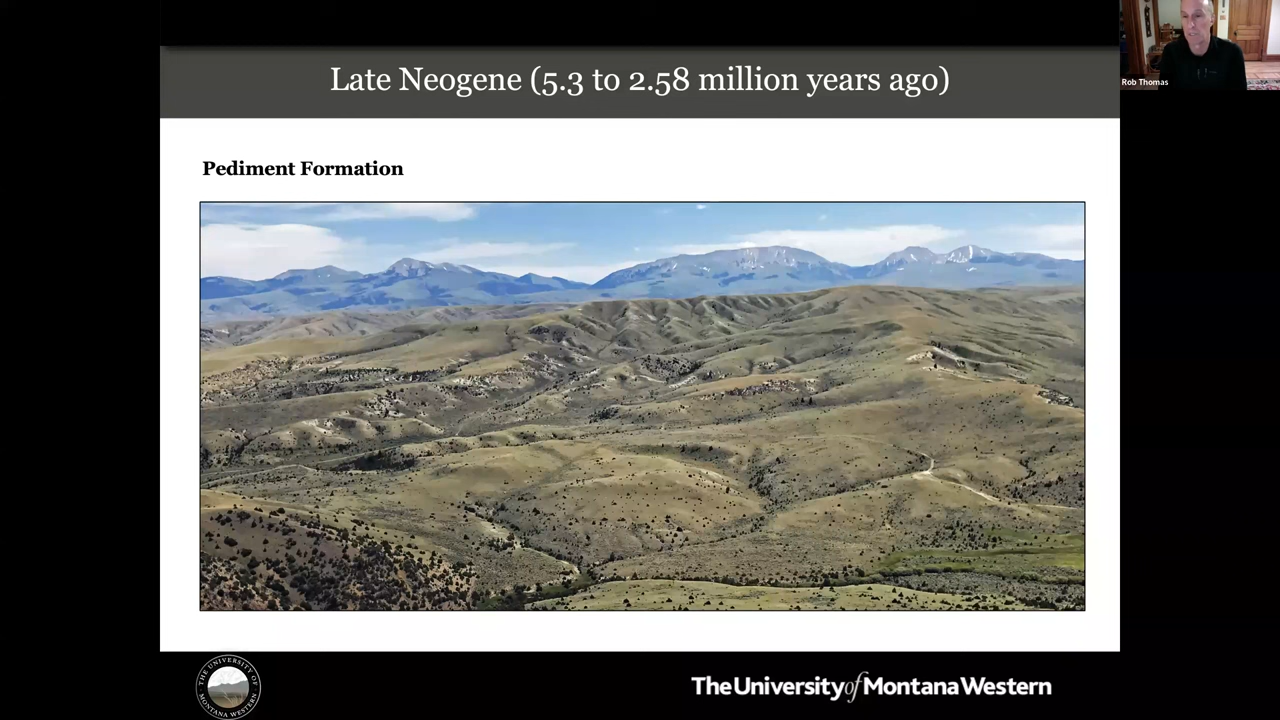 Late Neogene (5.3 to 2.58 million years ago)
Rob Thomas
Pediment Formation
THE UNIVERSITY OF
MONTANA WESTERN
The University of Montana Western